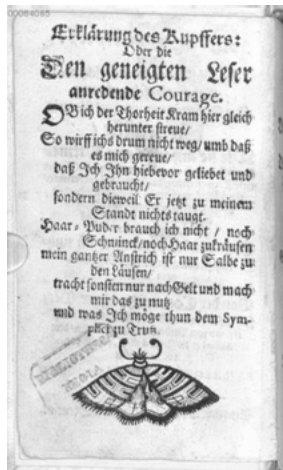 00084065
Erklärung des Kupffers:
Oder die
Den geneigten Leser
anredende Courage.
OB ich der Thorheit Kram hier gleich
herunter streue/
So wirff ichs drum nicht weg/ umb daß
es mich gereue/
daß Ich Ihn hiebevor geliebet und
gebraucht/
sondern dieweil Er jetzt zu meinem
Standt nichts taugt.
Haar-Puder brauch ich nicht / noch
Schminck/ noch Haar zukräusen
mein gantzer Anstrich ist nur Salbe zu
den Läusen/
tracht sonsten nur nach Gelt und mach
mir das zu nutz
und was Ich möge thun dem Sym-
plici zu Trutz.